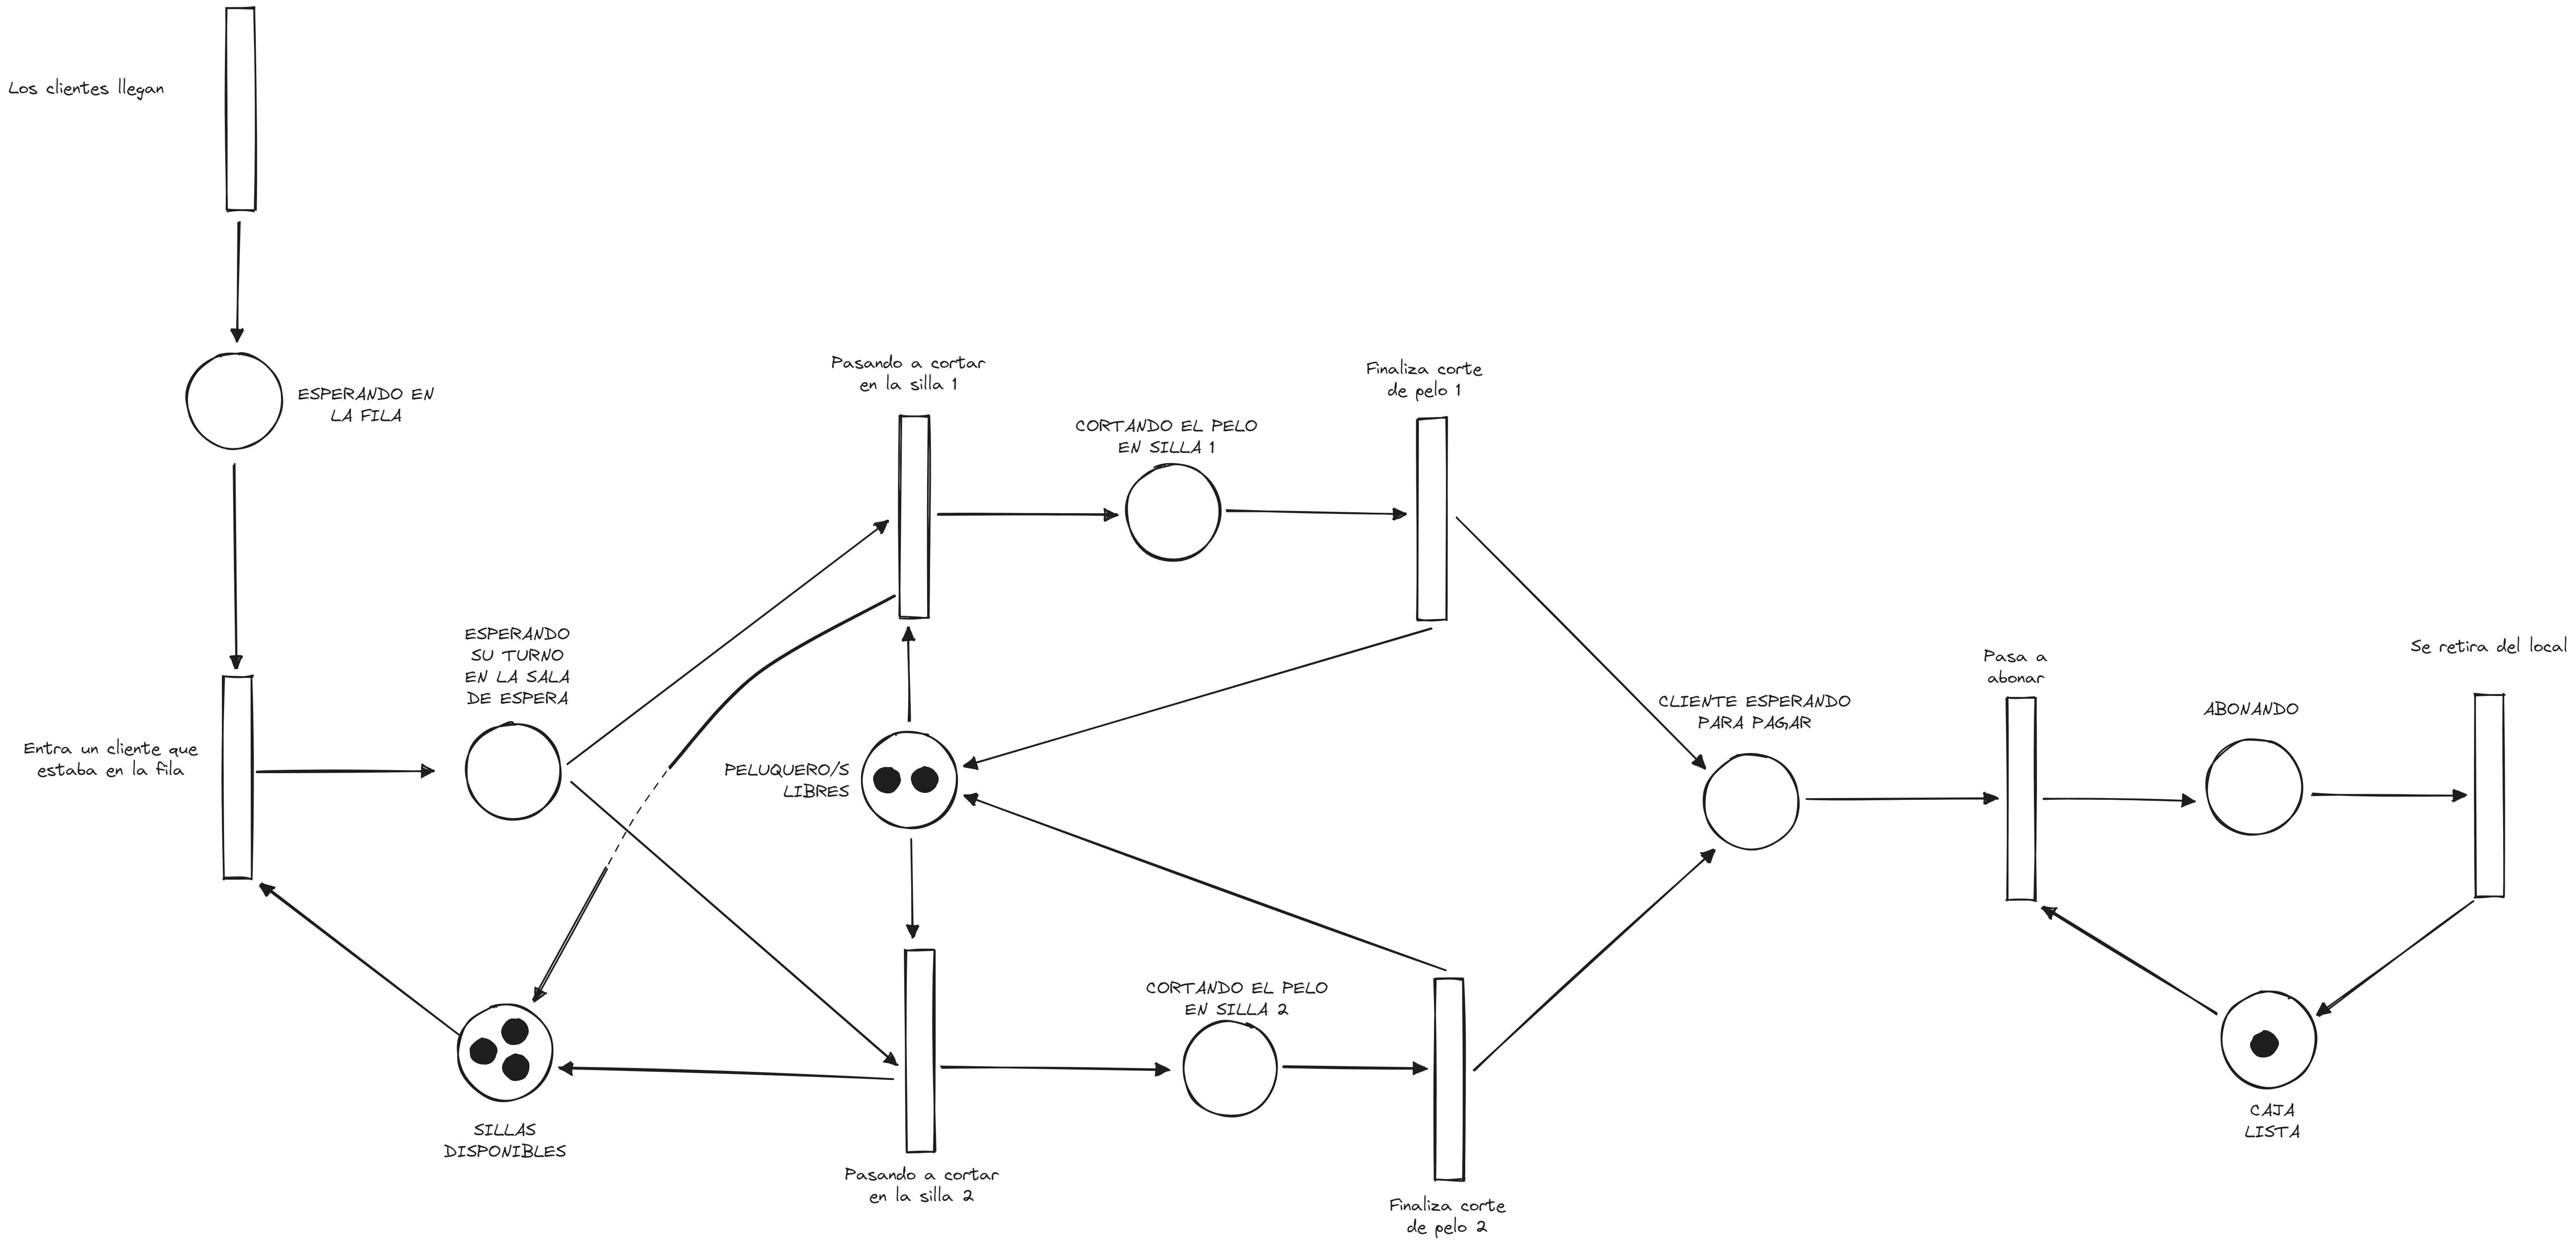 Los clientes llegan
ESPERANDO EN
LA FILA
Pasando a cortar
en la silla 1
Finaliza corte
de pelo 1
CORTANDO EL PELO
EN SILLA 1
ESPERANDO
SU TURNO
EN LA SALA
DE ESPERA
Entra un cliente que
estaba en la fila
PELUQUERO/S
LIBRES
CLIENTE ESPERANDO
PARA PAGAR
Pasa a
abonar
ABONANDO
Se retira del local
CORTANDO EL PELO
EN SILLA 2
SILLAS
DISPONIBLES
Pasando a cortar
en la silla 2
Finaliza corte
de pelo 2
CAJA
LISTA